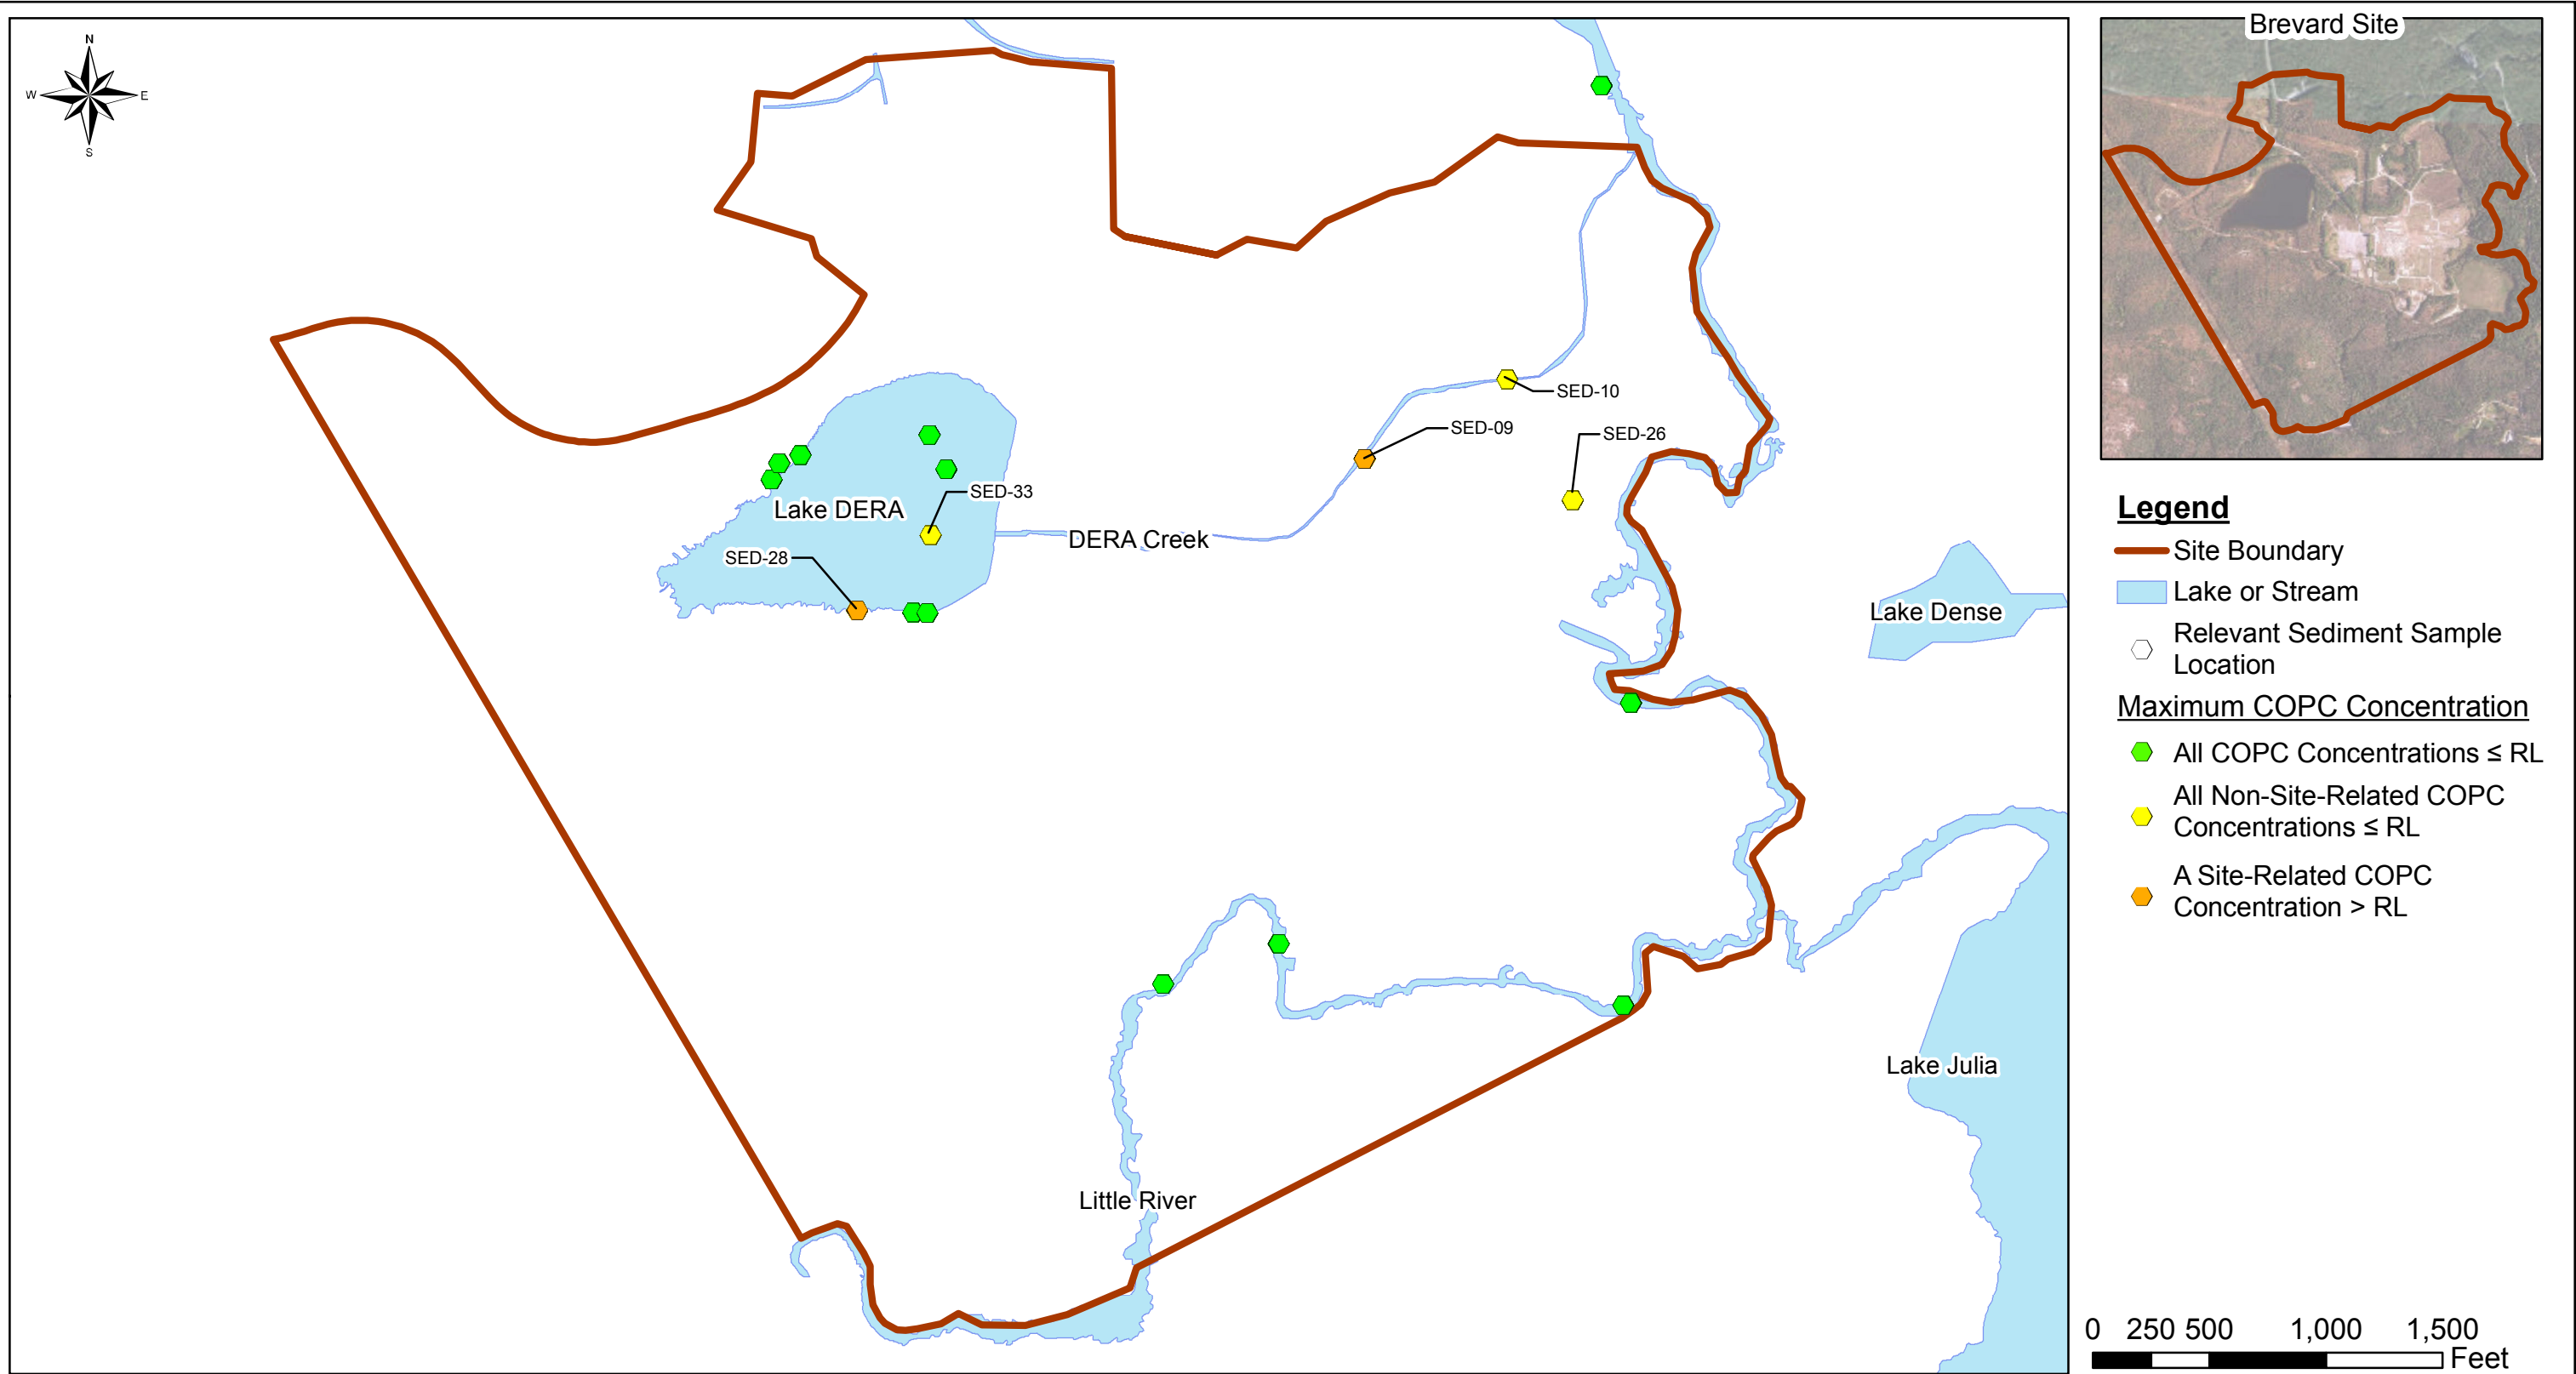 N
W
E
S
SED-10
SED-09
SED-26
SED-33
Lake DERA
DERA Creek
SED-28
Lake Dense
Lake Julia
Little River
Brevard Site
Legend
Site Boundary
Lake or Stream
Relevant Sediment Sample
Location
Maximum COPC Concentration
All COPC Concentrations ≤ RL
All Non-Site-Related COPC
Concentrations ≤ RL
A Site-Related COPC
Concentration > RL
0 250 500 1,000 1,500
Feet